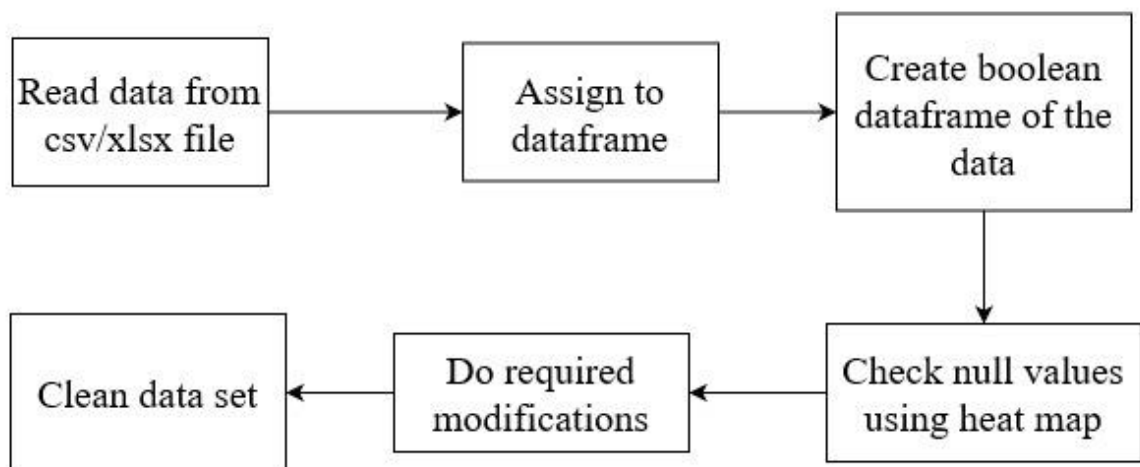 Read data from
csv/xlsx file
Assign to
dataframe
Create boolean
dataframe of the
data
Check null values
using heat map
Do required
modifications
Clean data set